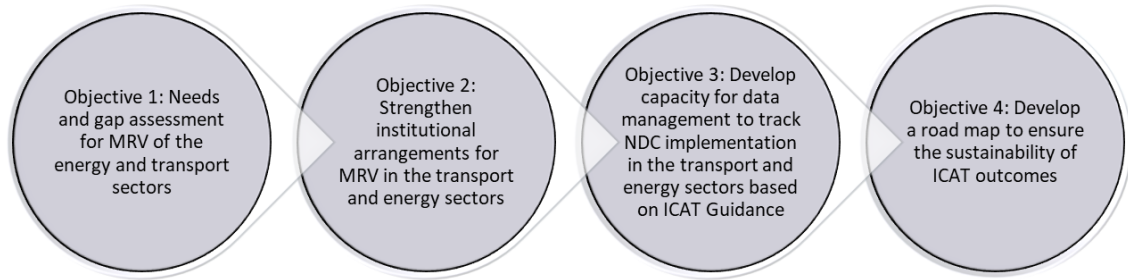 Objective 1: Needs
and gap assessment
for MRV of the
energy and transport
sectors
Objective 2:
Strengthen
institutional
arrangements for
MRV in the transport
and energy sectors
Objective 3: Develop
capacity for data
management to track
NDC implementation
in the transport and
energy sectors based
on ICAT Guidance
Objective 4: Develop
a road map to ensure
the sustainability of
ICAT outcomes